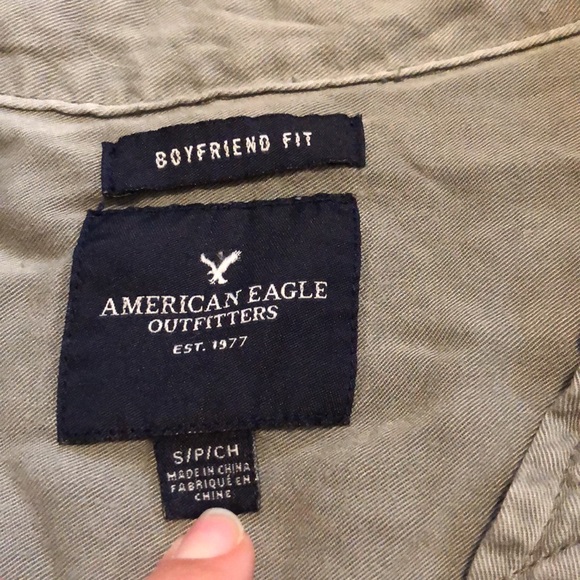 BOYFRIEND FIT
AMERICAN EAGLE
OUTFITTERS
EST. 1977
S/P/CH
MADE IN CHINA
FABRIQUÉ EN
CHINE